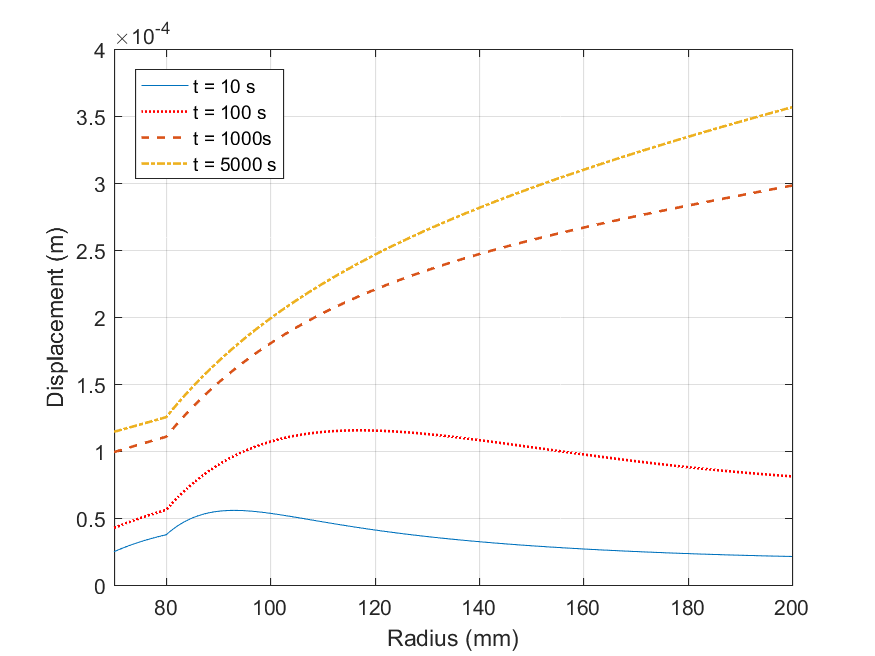 ×10⁻⁴
4
3.5
3
2.5
2
1.5
1
0.5
0
t = 10 s
t = 100 s
t = 1000s
t = 5000 s
Displacement (m)
80 100 120 140 160 180 200
Radius (mm)